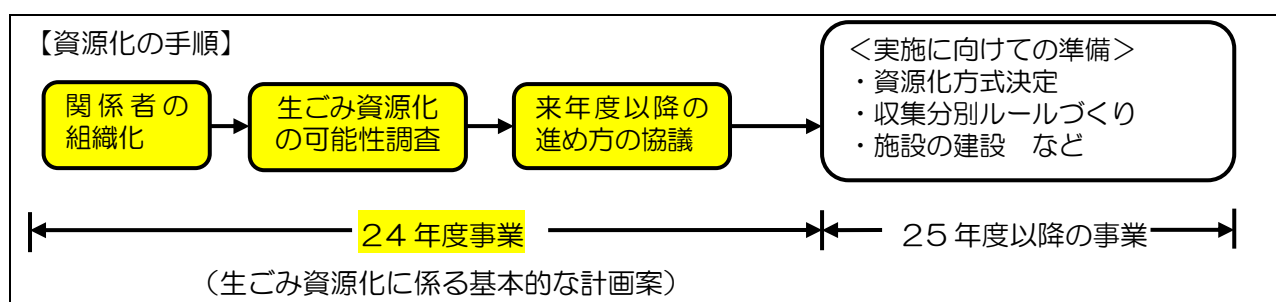 【資源化の手順】
関係者の
組織化
生ごみ資源化
の可能性調査
来年度以降の
進め方の協議
＜実施に向けての準備＞
・資源化方式決定
・収集分別ルールづくり
・施設の建設　など
２４年度事業
２５年度以降の事業
（生ごみ資源化に係る基本的な計画案）